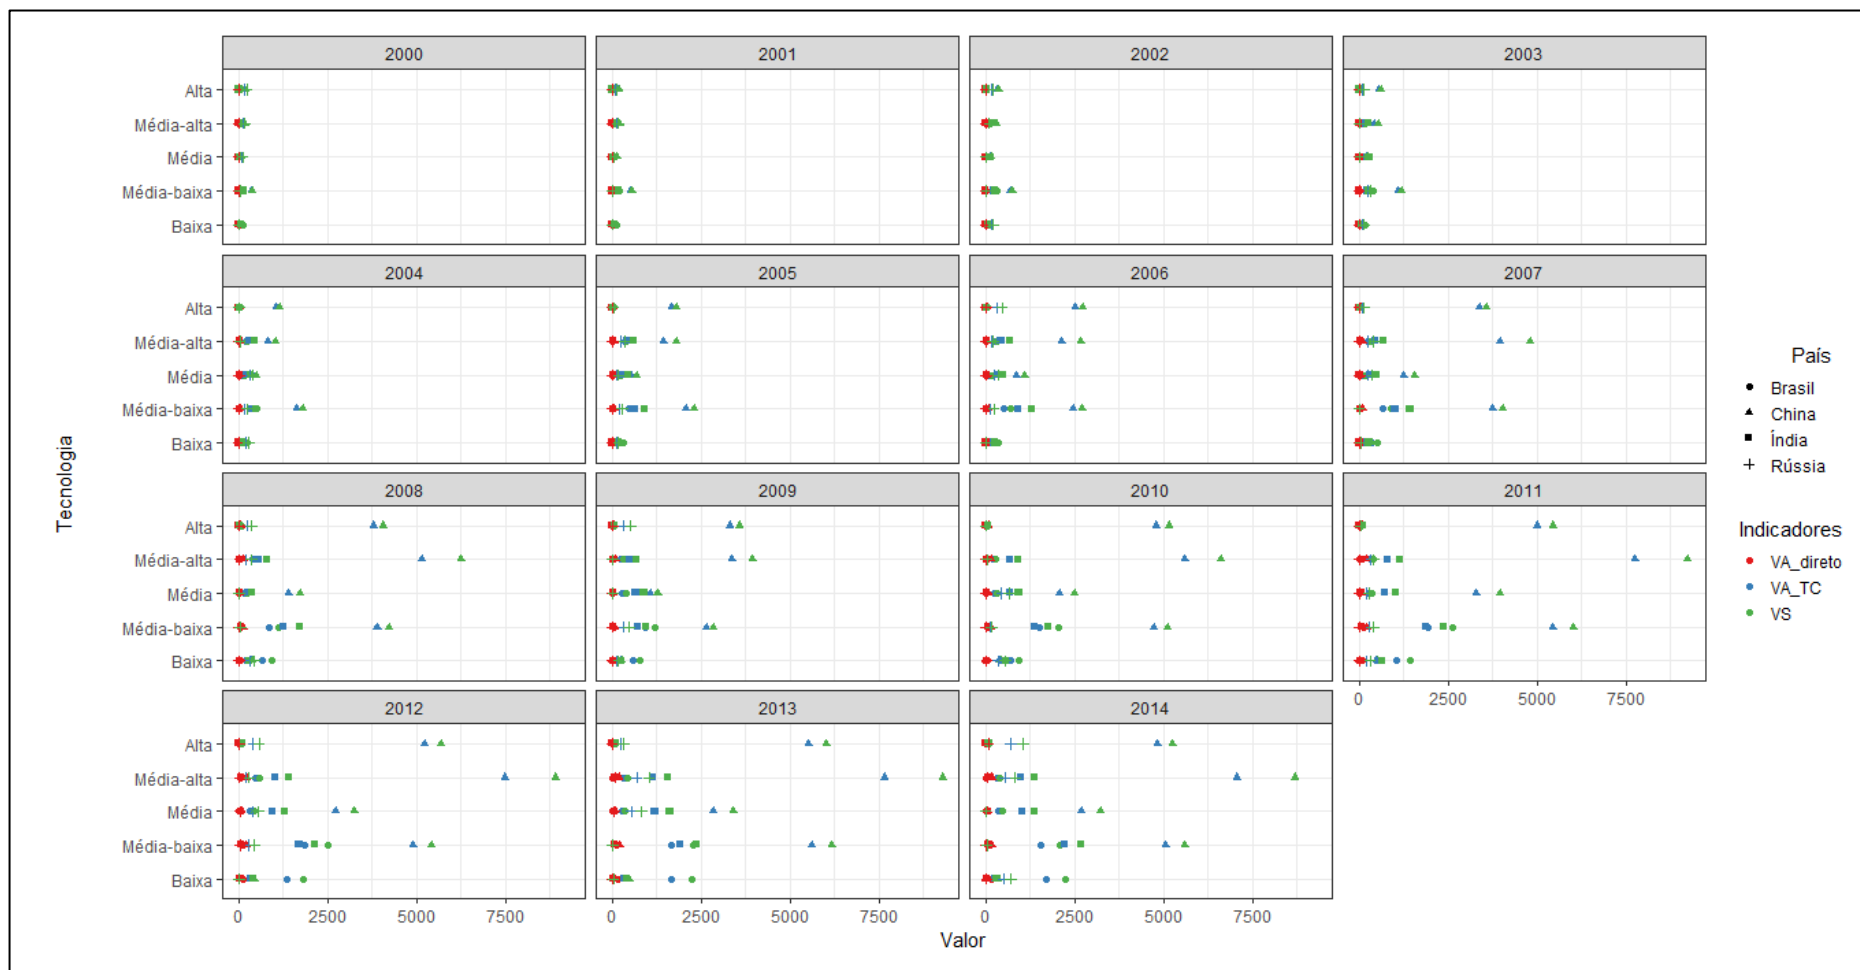 2000
2001
2002
2003
Alta
Média-alta
Média
Média-baixa
Baixa
2004
2005
2006
2007
Alta
Média-alta
Média
Média-baixa
Baixa
2008
2009
2010
2011
Alta
Média-alta
Média
Média-baixa
Baixa
0 2500 5000 7500
2012
2013
2014
Alta
Média-alta
Média
Média-baixa
Baixa
0 2500 5000 7500
0 2500 5000 7500
0 2500 5000 7500
Valor
Tecnologia
País
Brasil
China
Índia
Rússia
Indicadores
VA_direto
VA_TC
VS